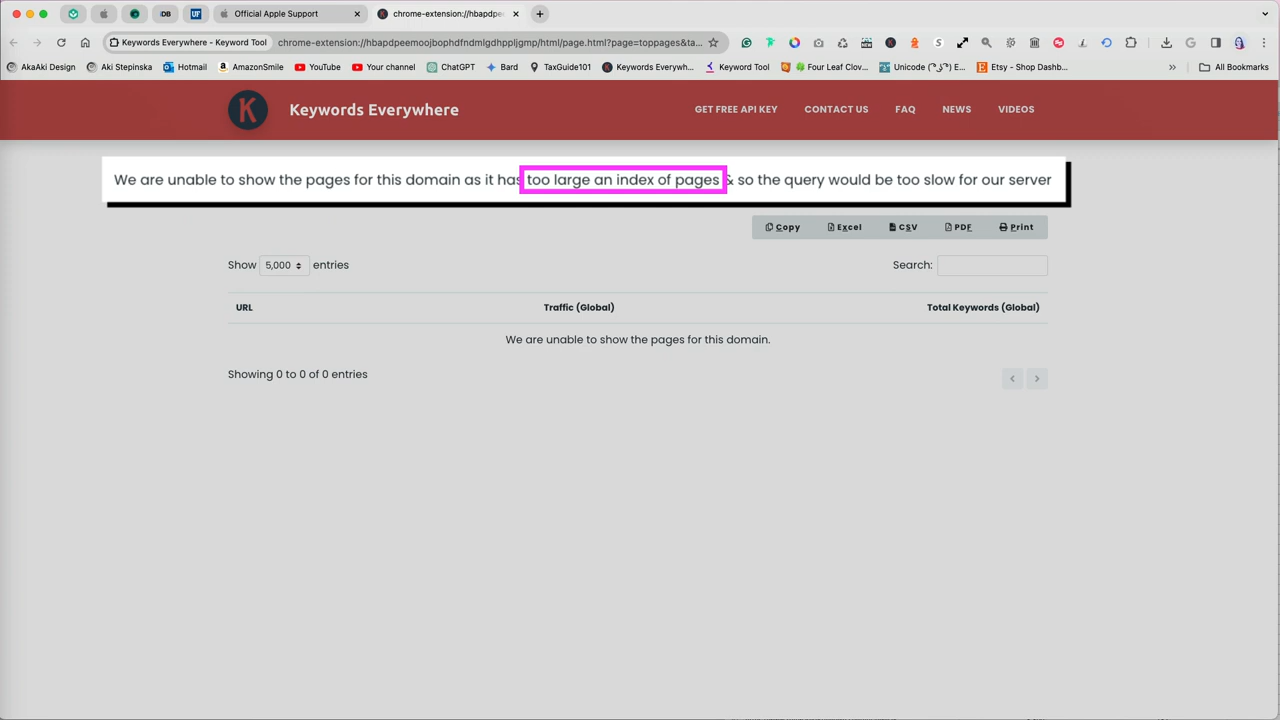 Official Apple Support
chrome-extension://hbapdpe
Keywords Everywhere - Keyword Tool
chrome-extension://hbapdpeemoojbophdfndmlgdhppljgmp/html/page.html?page=toppages&ta...
AkaAki Design
Aki Stepinska
Hotmail
AmazonSmile
YouTube
Your channel
ChatGPT
Bard
TaxGuide101
Keywords Everywh...
Keyword Tool
Four Leaf Clov...
Unicode ( ͡° ͜ʖ ͡°) E...
Etsy - Shop Dashb...
»
All Bookmarks
K
Keywords Everywhere
GET FREE API KEY
CONTACT US
FAQ
NEWS
VIDEOS
We are unable to show the pages for this domain as it has too large an index of pages & so the query would be too slow for our server
Copy
Excel
CSV
PDF
Print
Show 5,000 entries
Search:
URL
Traffic (Global)
Total Keywords (Global)
We are unable to show the pages for this domain.
Showing 0 to 0 of 0 entries